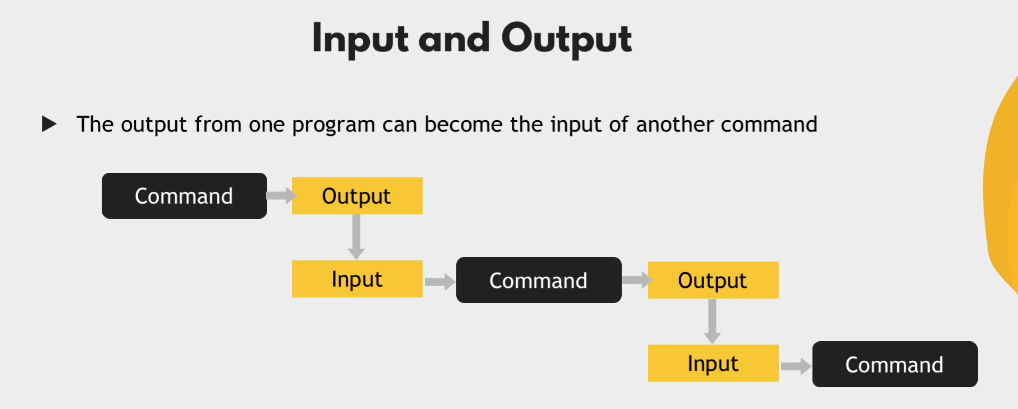 Input and Output
The output from one program can become the input of another command
Command
Output
Input
Command
Output
Input
Command